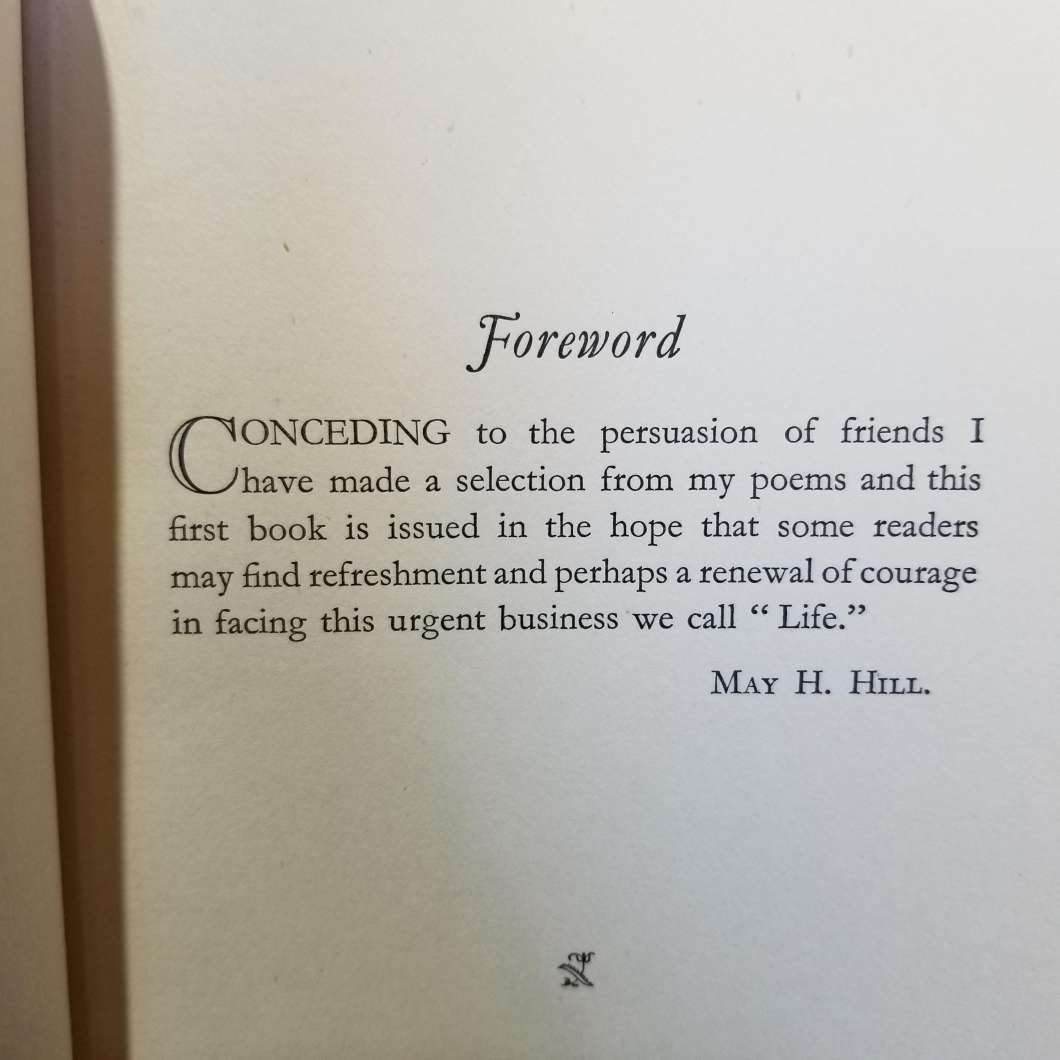 Foreword
CONCEDING to the persuasion of friends I
have made a selection from my poems and this
first book is issued in the hope that some readers
may find refreshment and perhaps a renewal of courage
in facing this urgent business we call “ Life.”
MAY H. HILL.